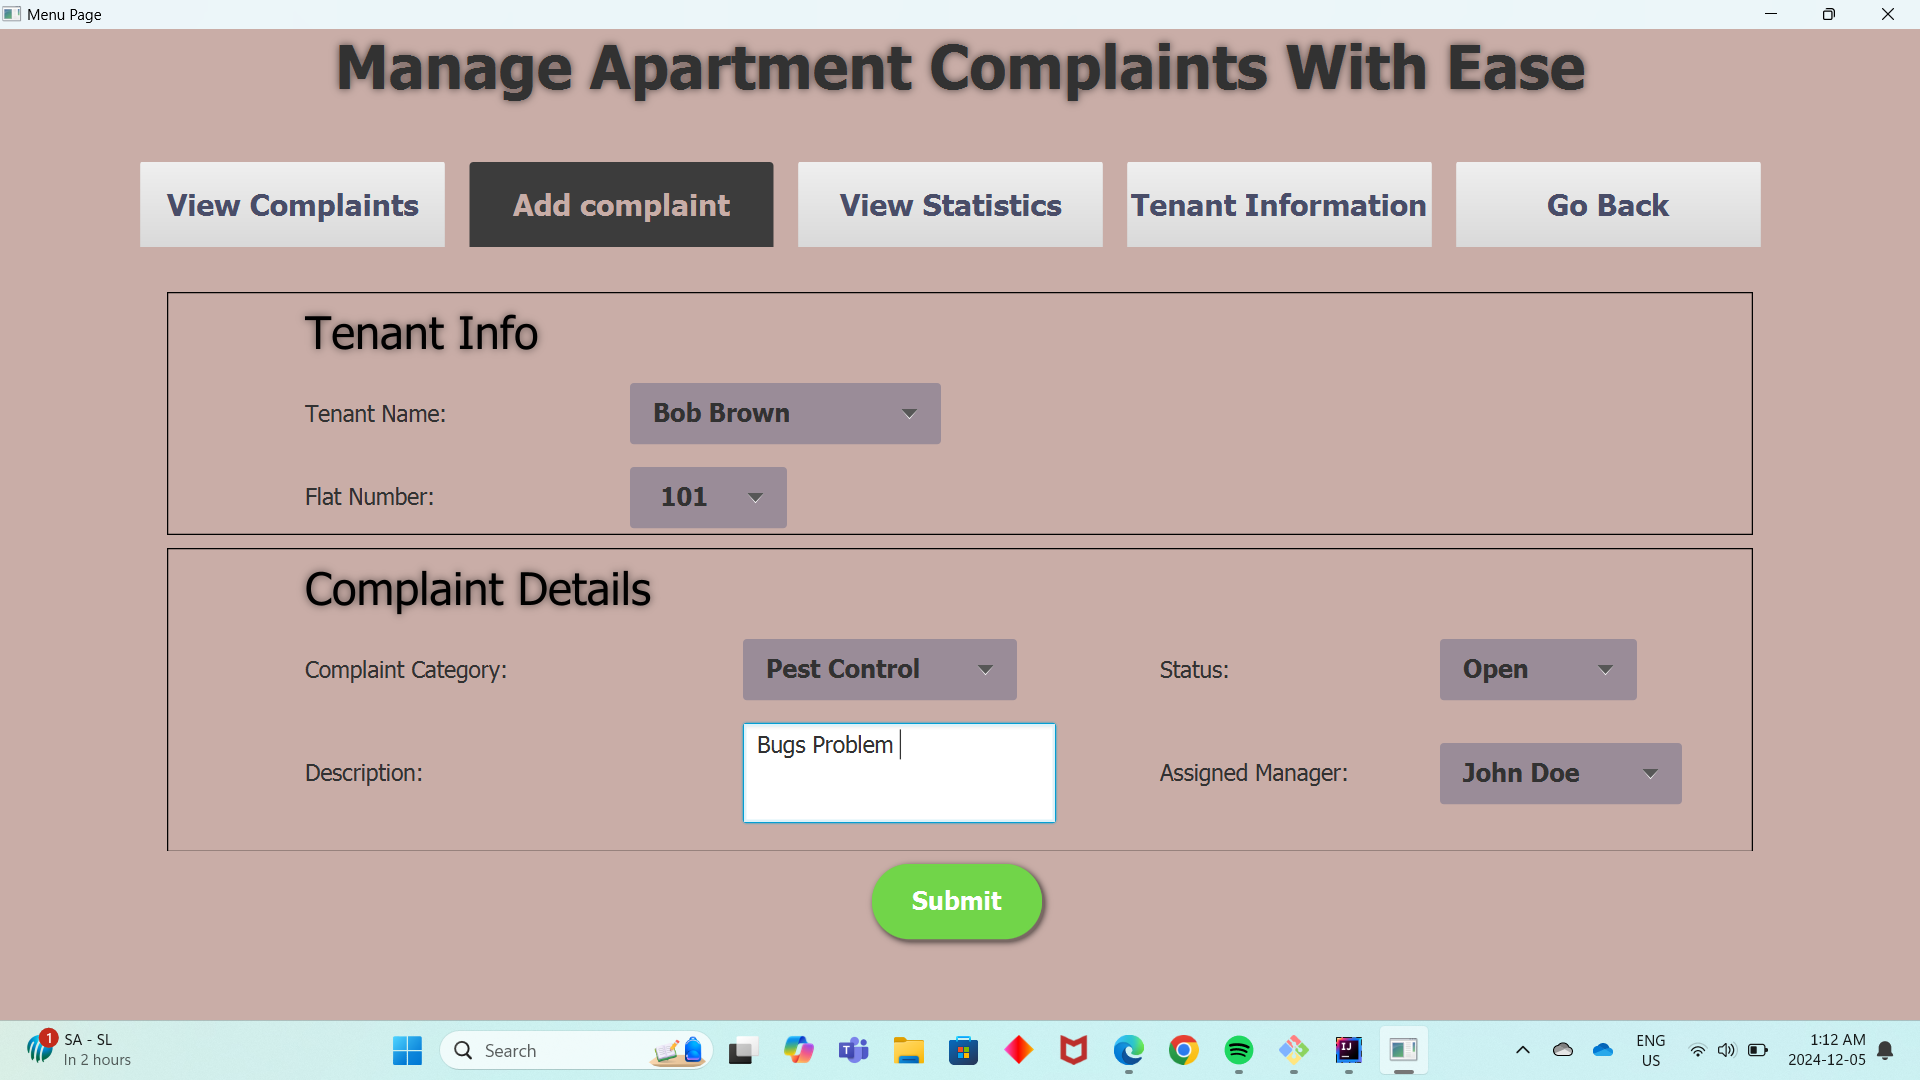 Menu Page
Manage Apartment Complaints With Ease
View Complaints
Add complaint
View Statistics
Tenant Information
Go Back
Tenant Info
Tenant Name:
Bob Brown
Flat Number:
101
Complaint Details
Complaint Category:
Pest Control
Status:
Open
Description:
Bugs Problem
Assigned Manager:
John Doe
Submit
1
SA - SL
In 2 hours
Search
T
IJ
ENG
US
1:12 AM
2024-12-05